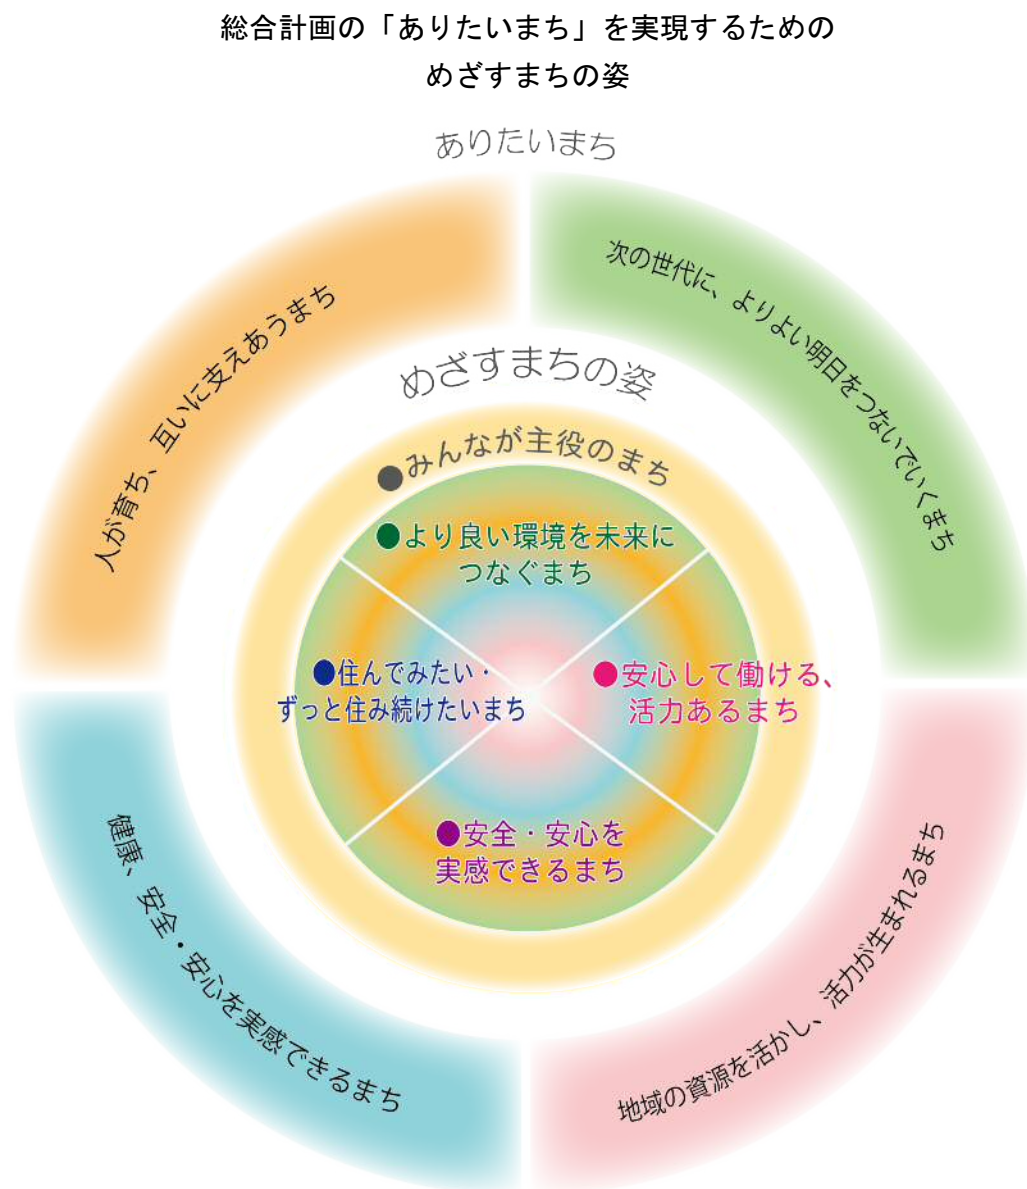 総合計画の「ありたいまち」を実現するための
めざすまちの姿
ありたいまち
人が育ち、互いに支えあうまち
次の世代に、よりよい明日をつないでいくまち
めざすまちの姿
●みんなが主役のまち
●より良い環境を未来に
つなぐまち
●住んでみたい・
ずっと住み続けたいまち
●安心して働ける、
活力あるまち
●安全・安心を
実感できるまち
健康、安全・安心を実感できるまち
地域の資源を活かし、活力が生まれるまち